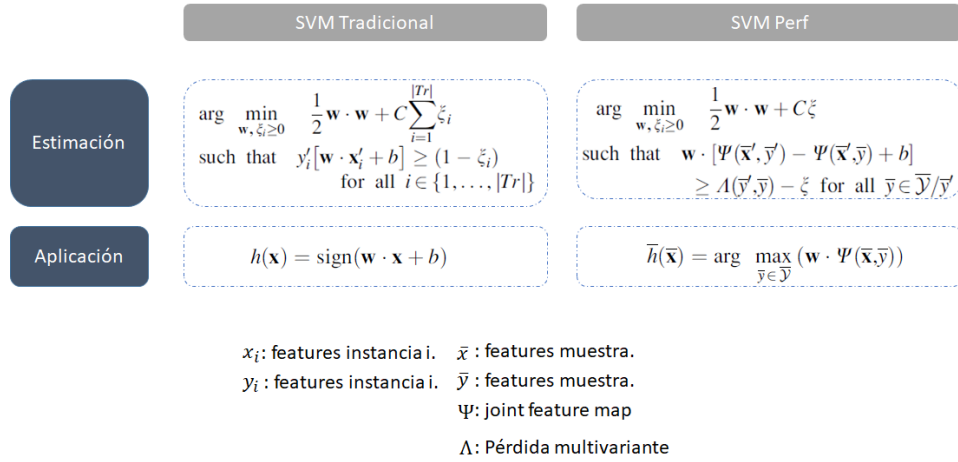 SVM Tradicional
SVM Perf
Estimación
arg min_{w, ξ_i≥0} 1/2 w · w + C ∑_{i=1}^{|Tr|} ξ_i
such that y'_i[w · x'_i + b] ≥ (1 − ξ_i)
for all i ∈ {1, . . . , |Tr|}
arg min_{w, ξ_i≥0} 1/2 w · w + Cξ
such that w · [Ψ(x̄', ȳ') − Ψ(x̄', ȳ) + b]
≥ Λ(ȳ', ȳ) − ξ for all ȳ ∈ 𝒴̄/ȳ'
Aplicación
h(x) = sign(w · x + b)
h̄(x̄) = arg max_{ȳ∈𝒴̄} (w · Ψ(x̄,ȳ))
x_i: features instancia i.
y_i : features instancia i.
x̄ : features muestra.
ȳ : features muestra.
Ψ: joint feature map
Λ: Pérdida multivariante